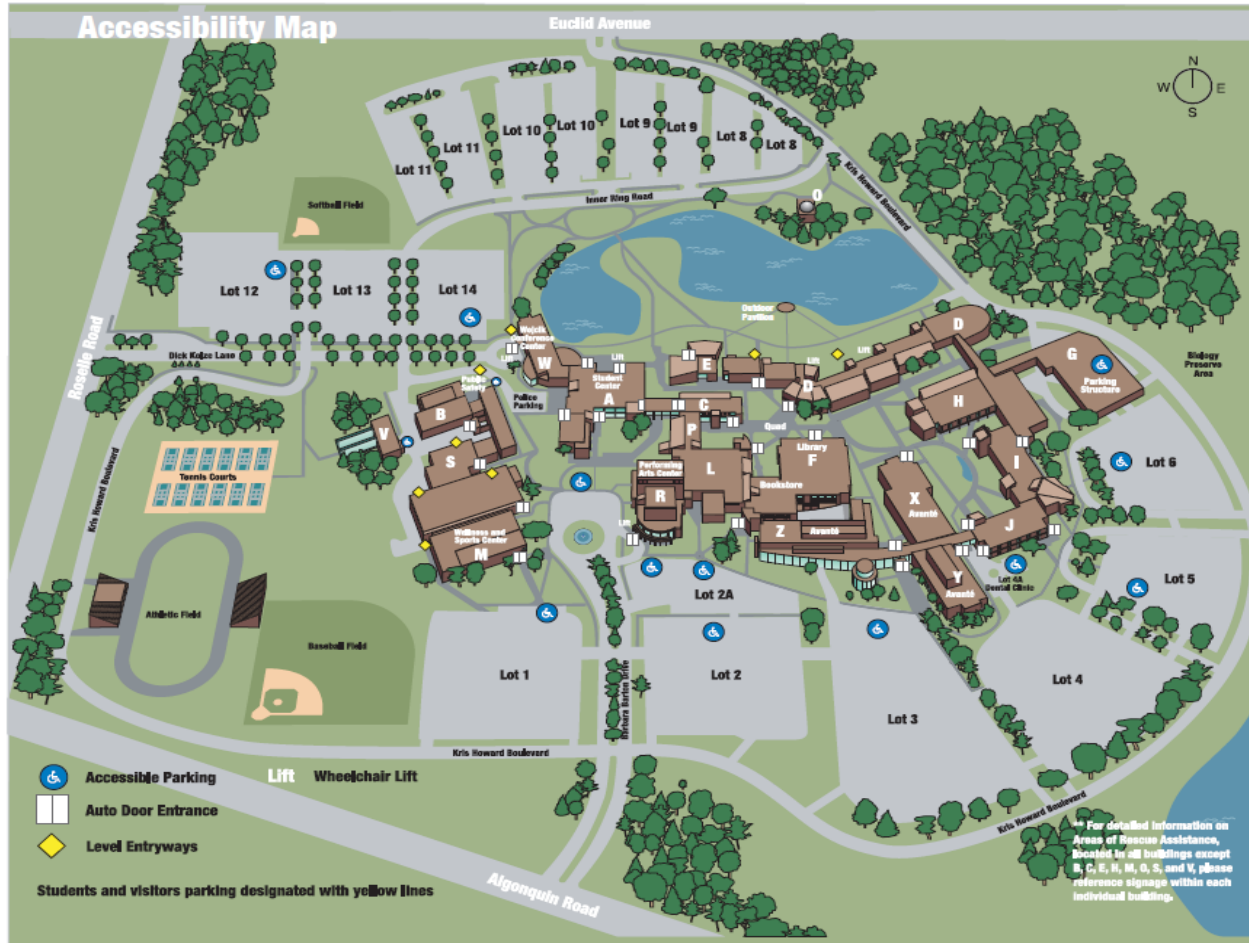 Accessibility Map
Euclid Avenue
N
W E
S
Lot 11
Lot 11
Lot 10
Lot 10
Lot 9
Lot 9
Lot 8
Lot 8
Kris Howard Boulevard
Inner Ring Road
O
Softball Field
Lot 12
Lot 13
Lot 14
Roselle Road
Dick Kolze Lane
Outdoor
Pavilion
Wojcik
Conference
Center
Lift
W
Student
Center
Lift
A
Public
Safety
Police
Parking
B
V
S
E
D
Lift
Lift
D
C
P
Quad
G
Parking
Structure
Biology
Preserve
Area
H
I
Library
F
Bookstore
L
Performing
Arts Center
R
Lift
Tennis Courts
Kris Howard Boulevard
Wellness and
Sports Center
M
X
Avanté
Z
Avanté
J
Y
Avanté
Lot 4A
Dental Clinic
Lot 6
Lot 5
Lot 2A
Athletic Field
Baseball Field
Lot 1
Lot 2
Lot 3
Lot 4
Barbara Barton Drive
Kris Howard Boulevard
Kris Howard Boulevard
Algonquin Road
Accessible Parking
Lift Wheelchair Lift
Auto Door Entrance
Level Entryways
Students and visitors parking designated with yellow lines
** For detailed information on
Areas of Rescue Assistance,
located in all buildings except
B, C, E, H, M, O, S, and V, please
reference signage within each
individual building.